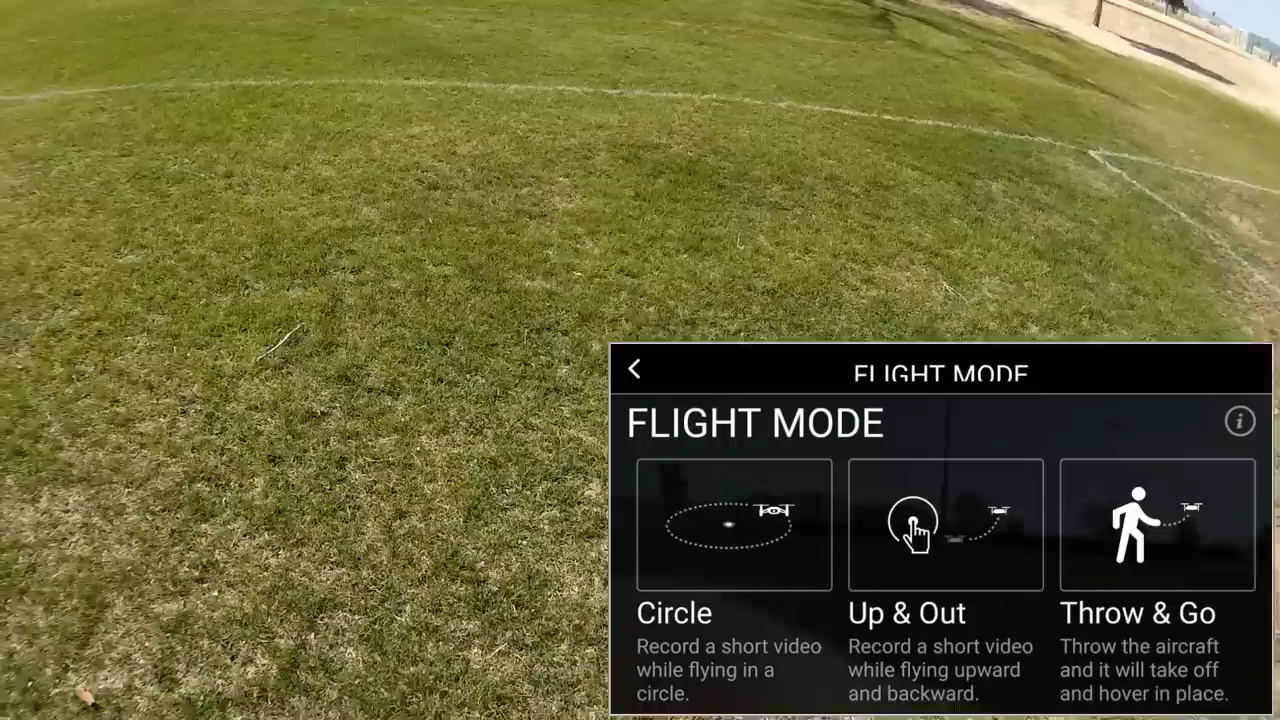 FLIGHT MODE
FLIGHT MODE
Circle
Record a short video
while flying in a
circle.
Up & Out
Record a short video
while flying upward
and backward.
Throw & Go
Throw the aircraft
and it will take off
and hover in place.